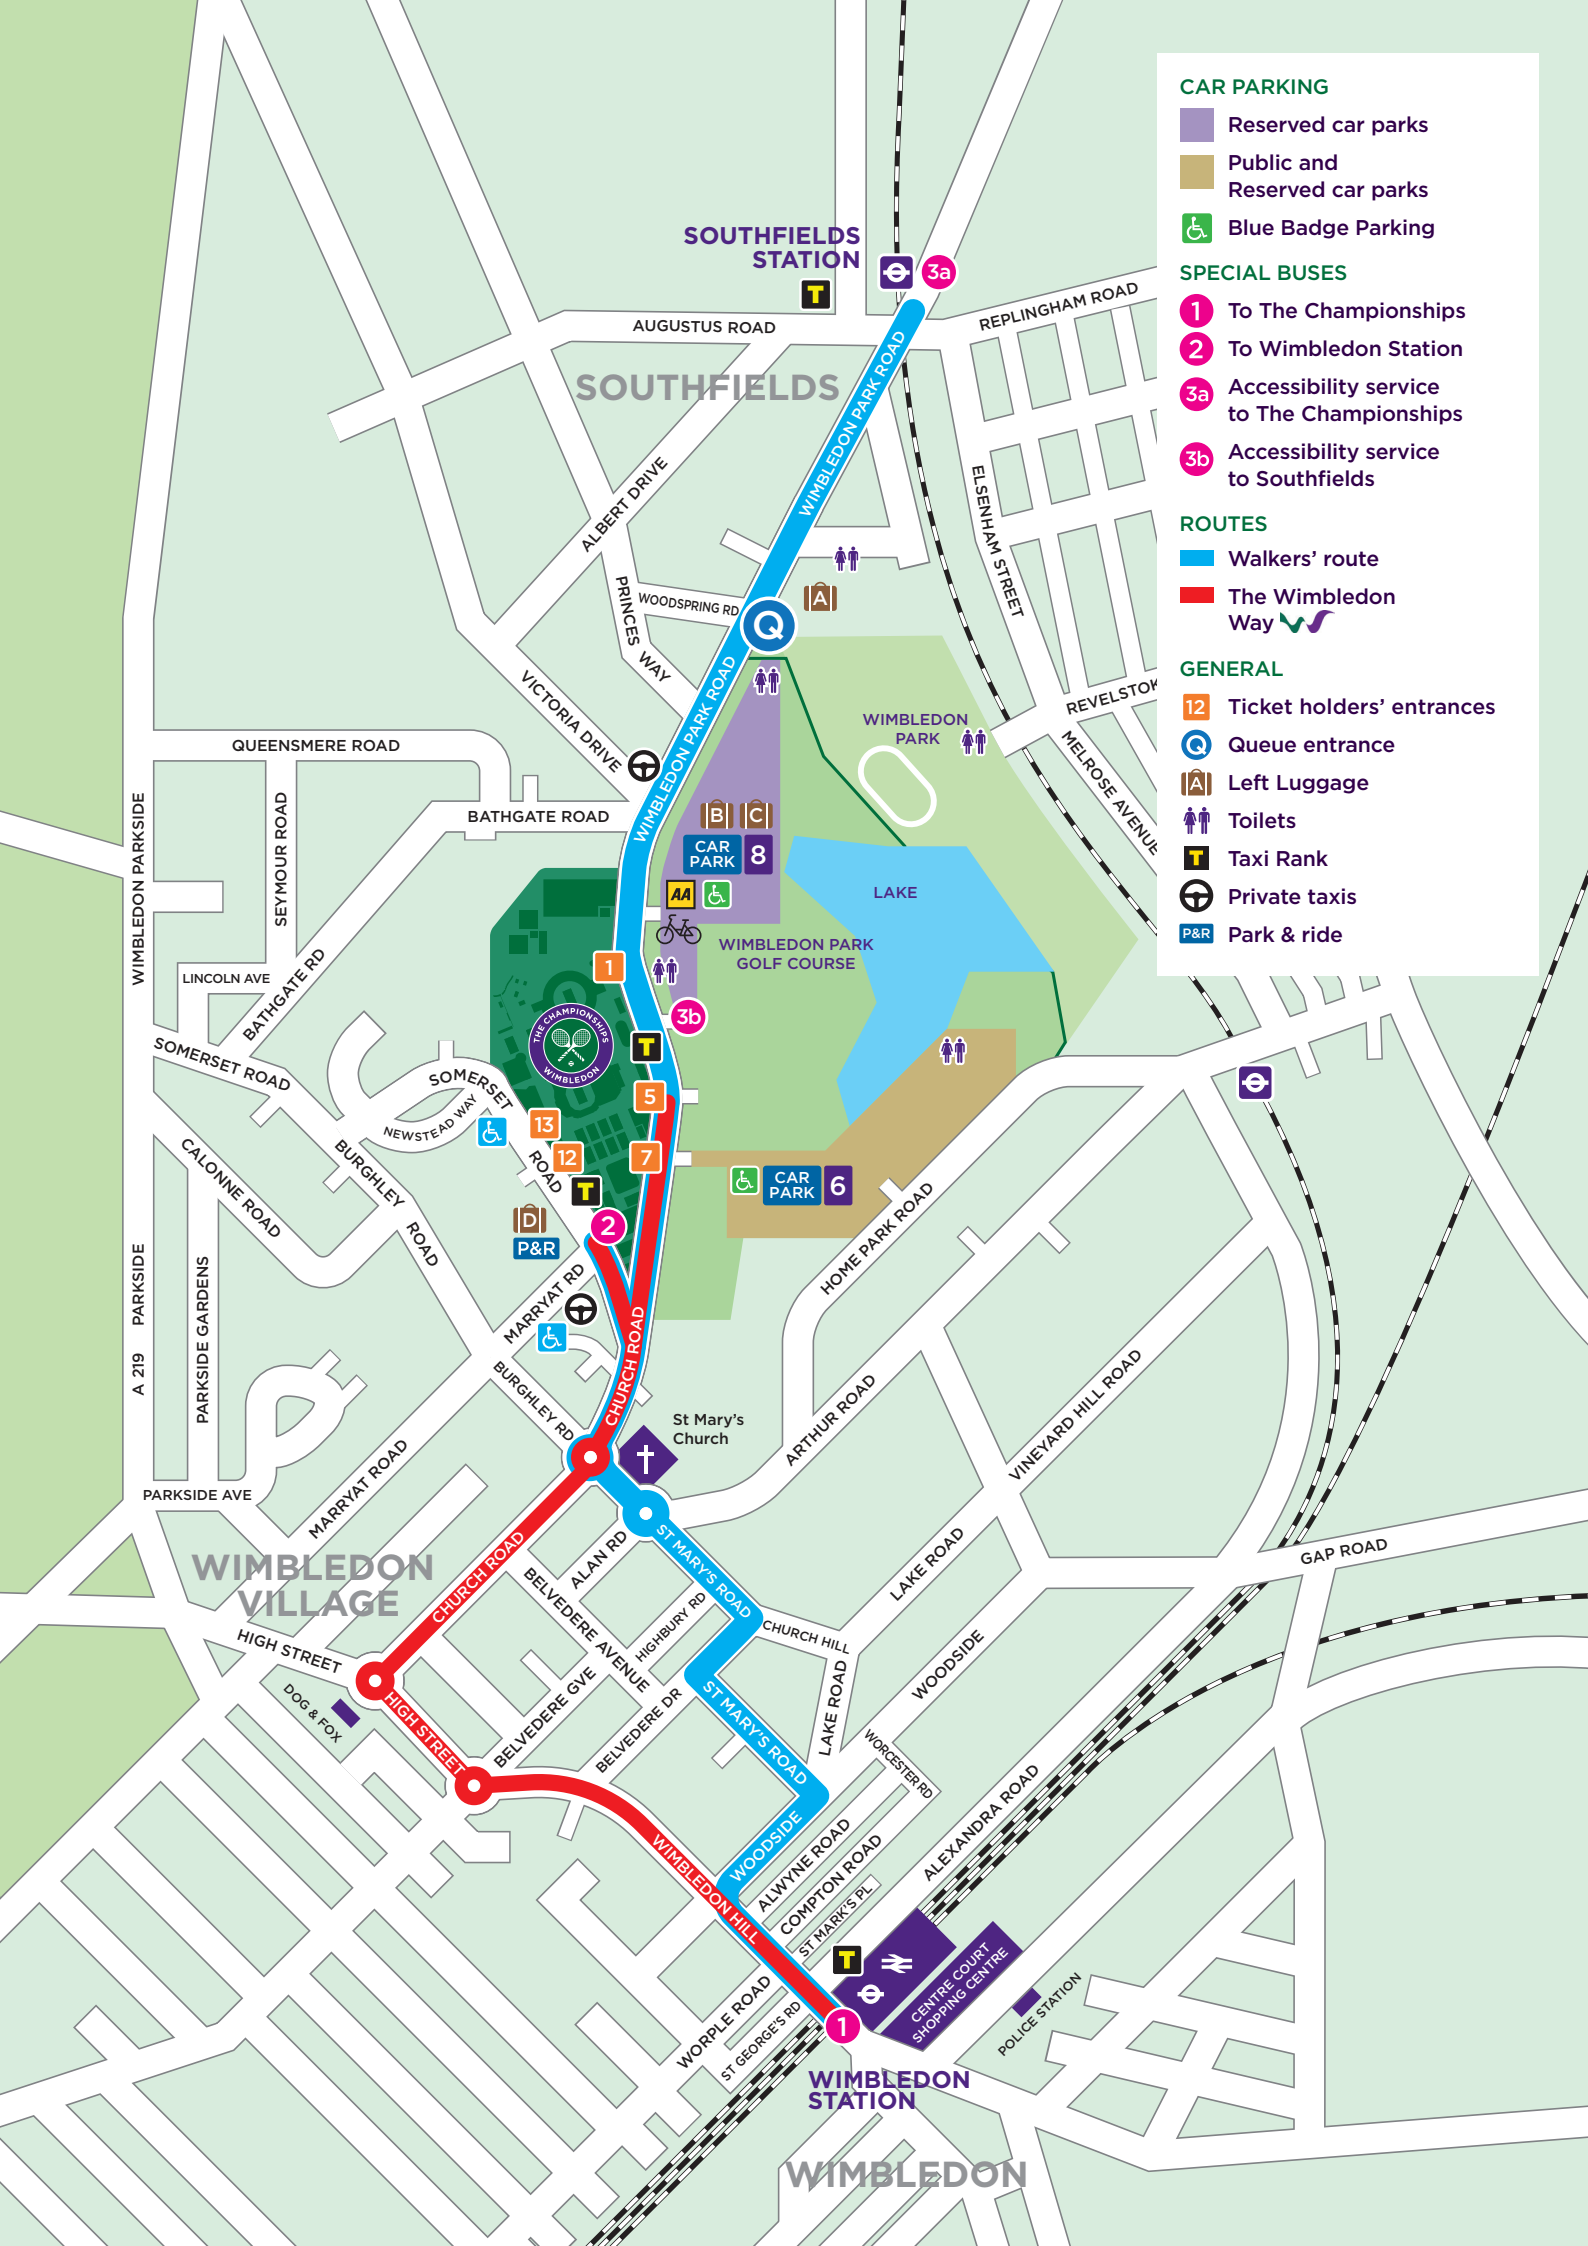 CAR PARKING
Reserved car parks
Public and
Reserved car parks
Blue Badge Parking
SPECIAL BUSES
1 To The Championships
2 To Wimbledon Station
3a Accessibility service
to The Championships
3b Accessibility service
to Southfields
ROUTES
Walkers' route
The Wimbledon
Way
GENERAL
12 Ticket holders' entrances
Q Queue entrance
A Left Luggage
Toilets
T Taxi Rank
Private taxis
P&R Park & ride
SOUTHFIELDS
STATION
3a
T
AUGUSTUS ROAD
REPLINGHAM ROAD
SOUTHFIELDS
WIMBLEDON PARK ROAD
ALBERT DRIVE
ELSENHAM STREET
PRINCES WAY
WOODSPRING RD
A
Q
VICTORIA DRIVE
WIMBLEDON PARK ROAD
WIMBLEDON
PARK
REVELSTOK
MELROSE AVENUE
QUEENSMERE ROAD
BATHGATE ROAD
WIMBLEDON PARKSIDE
SEYMOUR ROAD
B
C
CAR
PARK
8
AA
LAKE
WIMBLEDON PARK
GOLF COURSE
LINCOLN AVE
BATHGATE RD
1
3b
THE CHAMPIONSHIPS
WIMBLEDON
T
SOMERSET ROAD
SOMERSET
ROAD
NEWSTEAD WAY
5
13
12
7
T
CALONNE ROAD
BURGHLEY
ROAD
CAR
PARK
6
D
P&R
2
HOME PARK ROAD
PARKSIDE
A 219
PARKSIDE GARDENS
MARRYAT RD
CHURCH ROAD
BURGHLEY RD
St Mary's
Church
ARTHUR ROAD
VINEYARD HILL ROAD
PARKSIDE AVE
MARRYAT ROAD
WIMBLEDON
VILLAGE
CHURCH ROAD
ALAN RD
ST MARY'S ROAD
LAKE ROAD
GAP ROAD
BELVEDERE AVENUE
HIGHBURY RD
CHURCH HILL
HIGH STREET
DOG & FOX
HIGH STREET
BELVEDERE GVE
BELVEDERE DR
ST MARY'S ROAD
LAKE ROAD
WOODSIDE
WORCESTER RD
WOODSIDE
WIMBLEDON HILL
ALWYNE ROAD
COMPTON ROAD
ST MARK'S PL
ALEXANDRA ROAD
T
CENTRE COURT
SHOPPING CENTRE
POLICE STATION
WORPLE ROAD
ST GEORGE'S RD
1
WIMBLEDON
STATION
WIMBLEDON